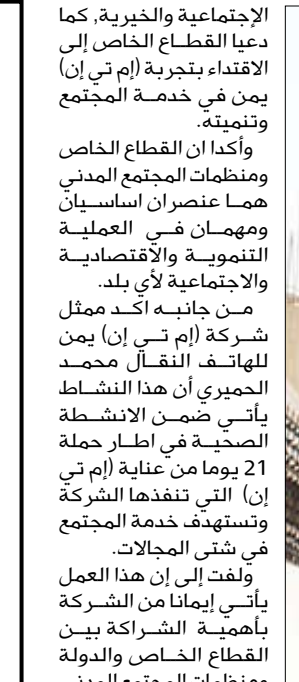 الإجتماعية والخيرية, كما
دعيا القطاع الخاص إلى
الاقتداء بتجربة (إم تي إن)
يمن في خدمة المجتمع
وتنميته.
وأكدا ان القطاع الخاص
ومنظمات المجتمع المدني
هما عنصران اساسيان
ومهمان في العملية
التنموية والاقتصادية
والاجتماعية لأي بلد.
من جانبه اكد ممثل
شركة (إم تي إن) يمن
للهاتف النقال محمد
الحميري أن هذا النشاط
يأتي ضمن الانشطة
الصحية في اطار حملة
21 يوما من عناية (إم تي
إن) التي تنفذها الشركة
وتستهدف خدمة المجتمع
في شتى المجالات.
ولفت إلى إن هذا العمل
يأتي إيمانا من الشركة
بأهمية الشراكة بين
القطاع الخاص والدولة
ومنظمات المجتمع المدني